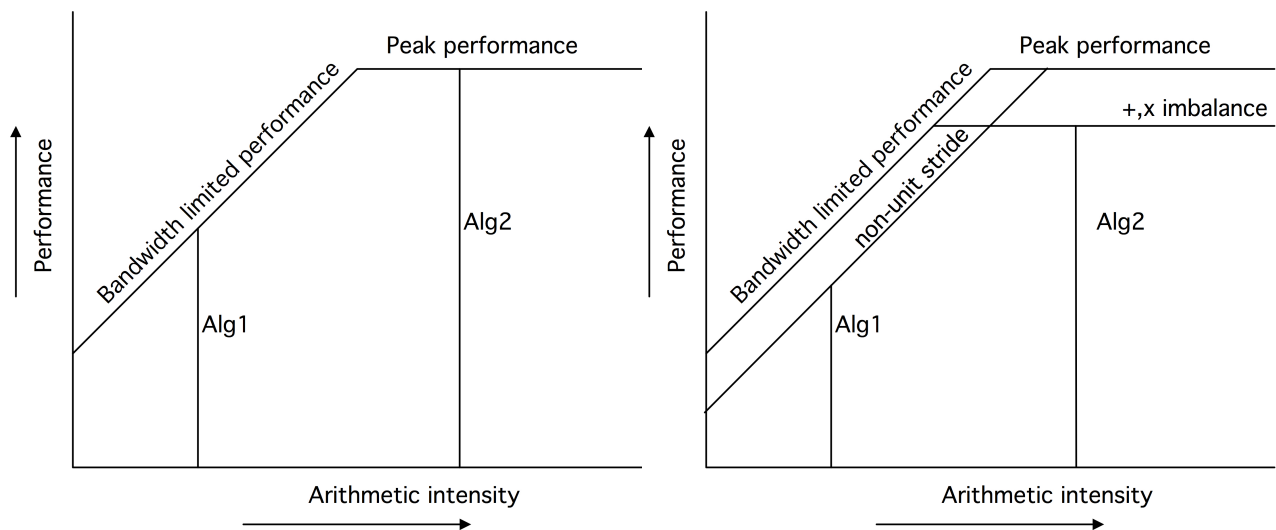 Peak performance
Bandwidth limited performance
Performance
Alg2
Alg1
Arithmetic intensity
Peak performance
+,x imbalance
Bandwidth limited performance
non-unit stride
Performance
Alg2
Alg1
Arithmetic intensity